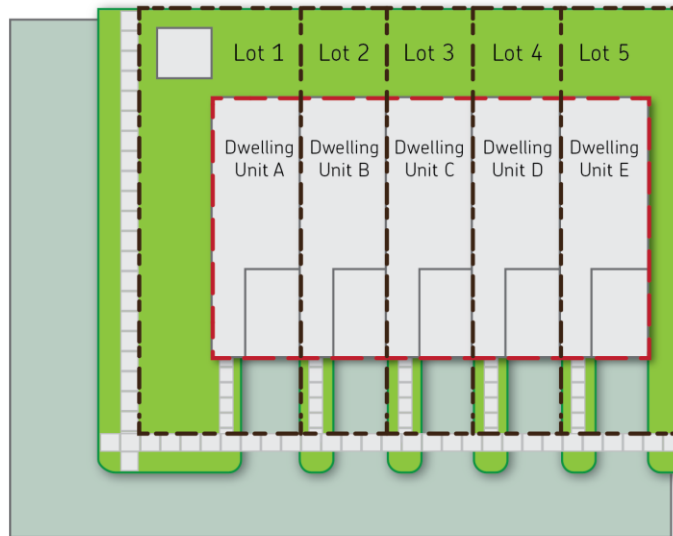 Lot 1 Lot 2 Lot 3 Lot 4 Lot 5
Dwelling Dwelling Dwelling Dwelling Dwelling
Unit A Unit B Unit C Unit D Unit E